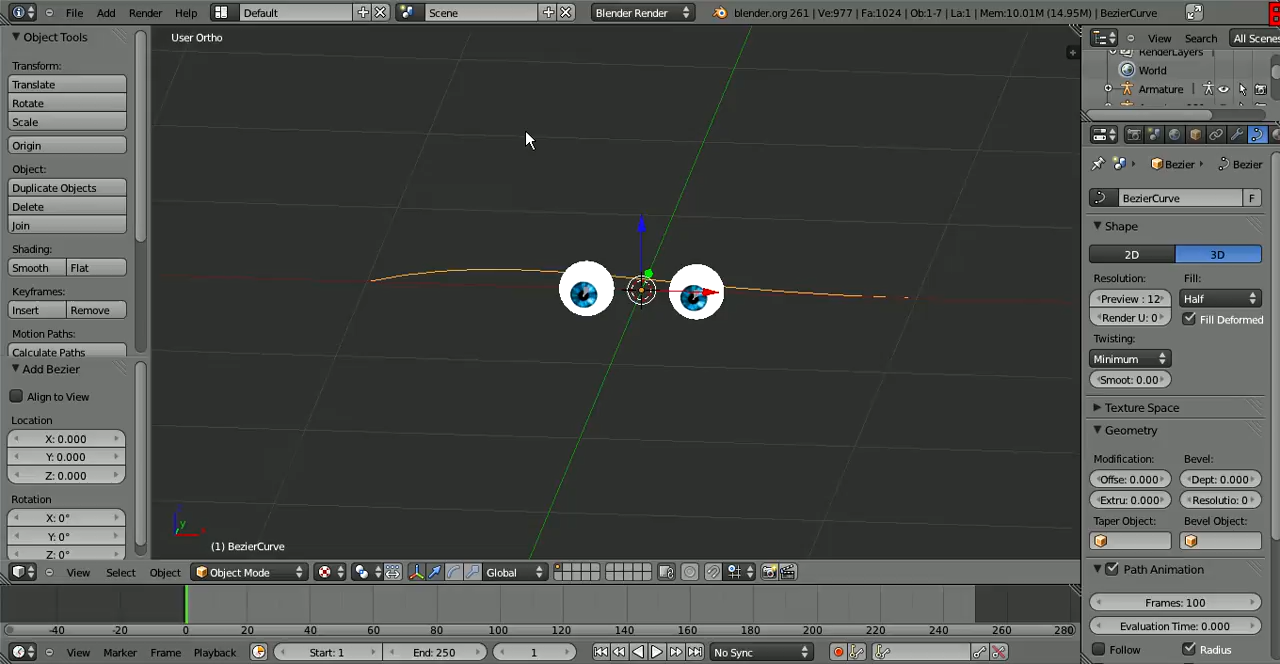 File Add Render Help Default Scene Blender Render blender.org 261 | Ve:977 | Fa:1024 | Ob:1-7 | La:1 | Mem:10.01M (14.95M) | BezierCurve
Object Tools
Transform:
Translate
Rotate
Scale
Origin
Object:
Duplicate Objects
Delete
Join
Shading:
Smooth Flat
Keyframes:
Insert Remove
Motion Paths:
Calculate Paths
Add Bezier
Align to View
Location
X: 0.000
Y: 0.000
Z: 0.000
Rotation
X: 0°
Y: 0°
Z: 0°
User Ortho
y
(1) BezierCurve
View Select Object Object Mode Global
View Search All Scenes
RenderLayers
World
Armature
Bezier Bezier
BezierCurve F
Shape
2D 3D
Resolution: Fill:
Preview : 12 Half
Render U: 0 Fill Deformed
Twisting:
Minimum
Smoot: 0.00
Texture Space
Geometry
Modification: Bevel:
Offse: 0.000 Dept: 0.000
Extru: 0.000 Resolutio: 0
Taper Object: Bevel Object:
Path Animation
Frames: 100
Evaluation Time: 0.000
Follow Radius
-40 -20 0 20 40 60 80 100 120 140 160 180 200 220 240 260 280
View Marker Frame Playback Start: 1 End: 250 1 No Sync